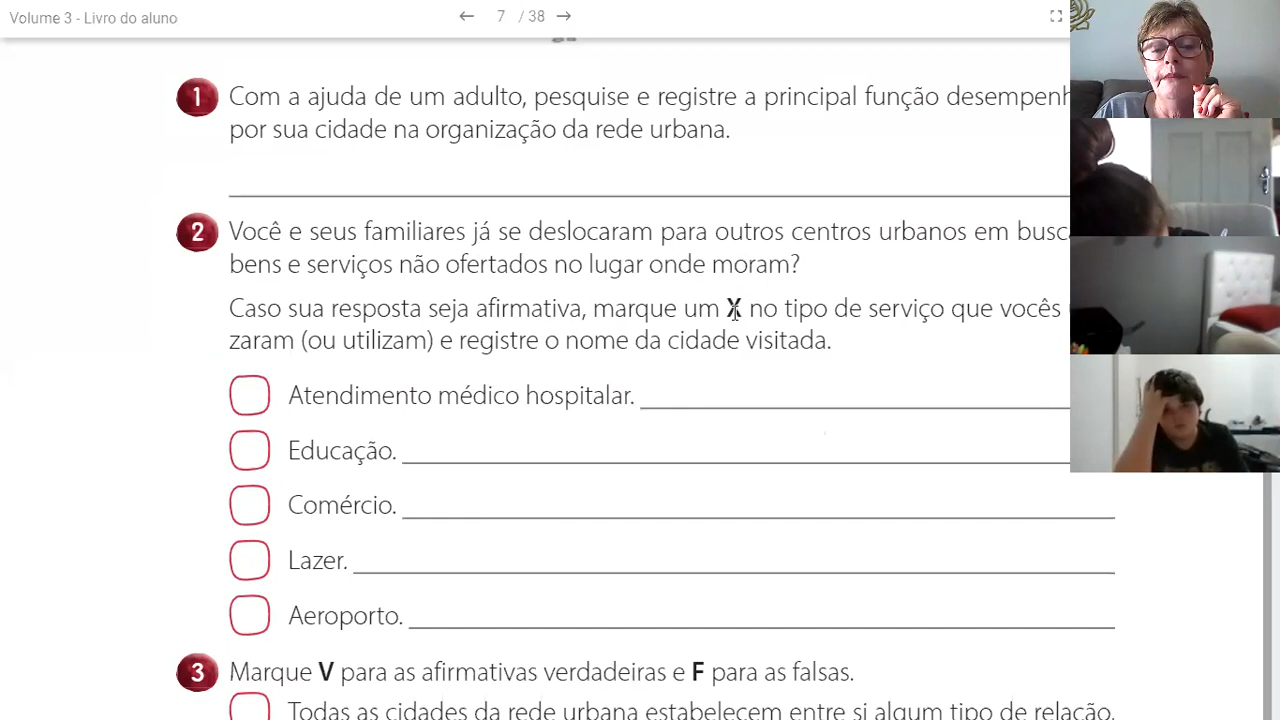 Volume 3 - Livro do aluno
7 / 38
1 Com a ajuda de um adulto, pesquise e registre a principal função
por sua cidade na organização da rede urbana.
2 Você e seus familiares já se deslocaram para outros centros urbanos em
bens e serviços não ofertados no lugar onde moram?
Caso sua resposta seja afirmativa, marque um X no tipo de serviço que vocês
zaram (ou utilizam) e registre o nome da cidade visitada.
Atendimento médico hospitalar.
Educação.
Comércio.
Lazer.
Aeroporto.
3 Marque V para as afirmativas verdadeiras e F para as falsas.
Todas as cidades da rede urbana estabelecem entre si algum tipo de relação.